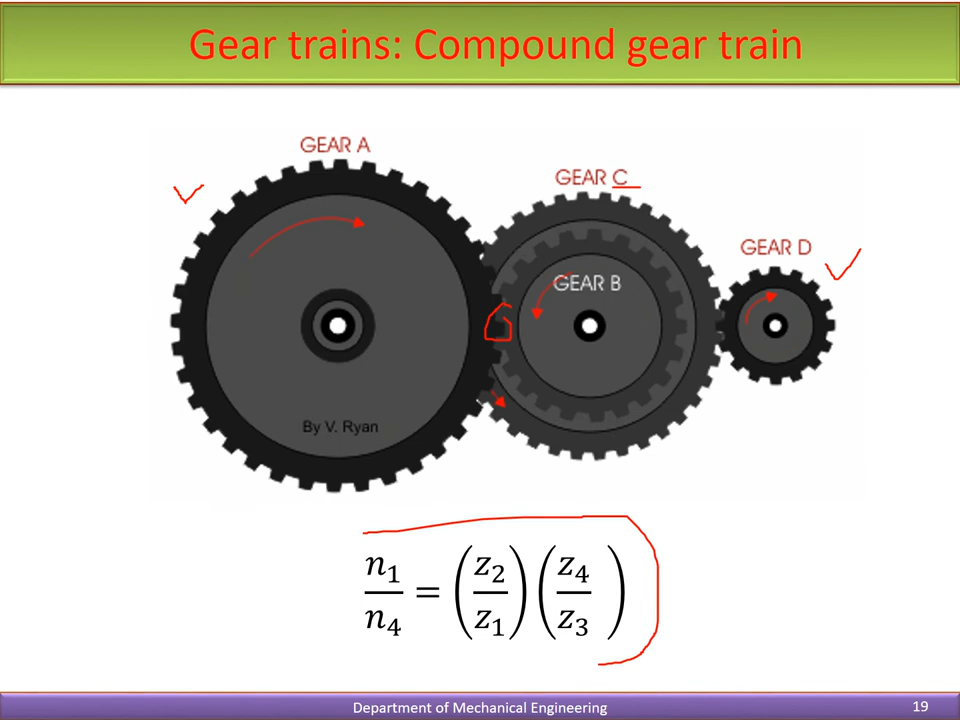 Gear trains: Compound gear train
GEAR A
GEAR C
GEAR D
GEAR B
By V. Ryan
n₁/n₄ = (z₂/z₁)(z₄/z₃)
Department of Mechanical Engineering
19